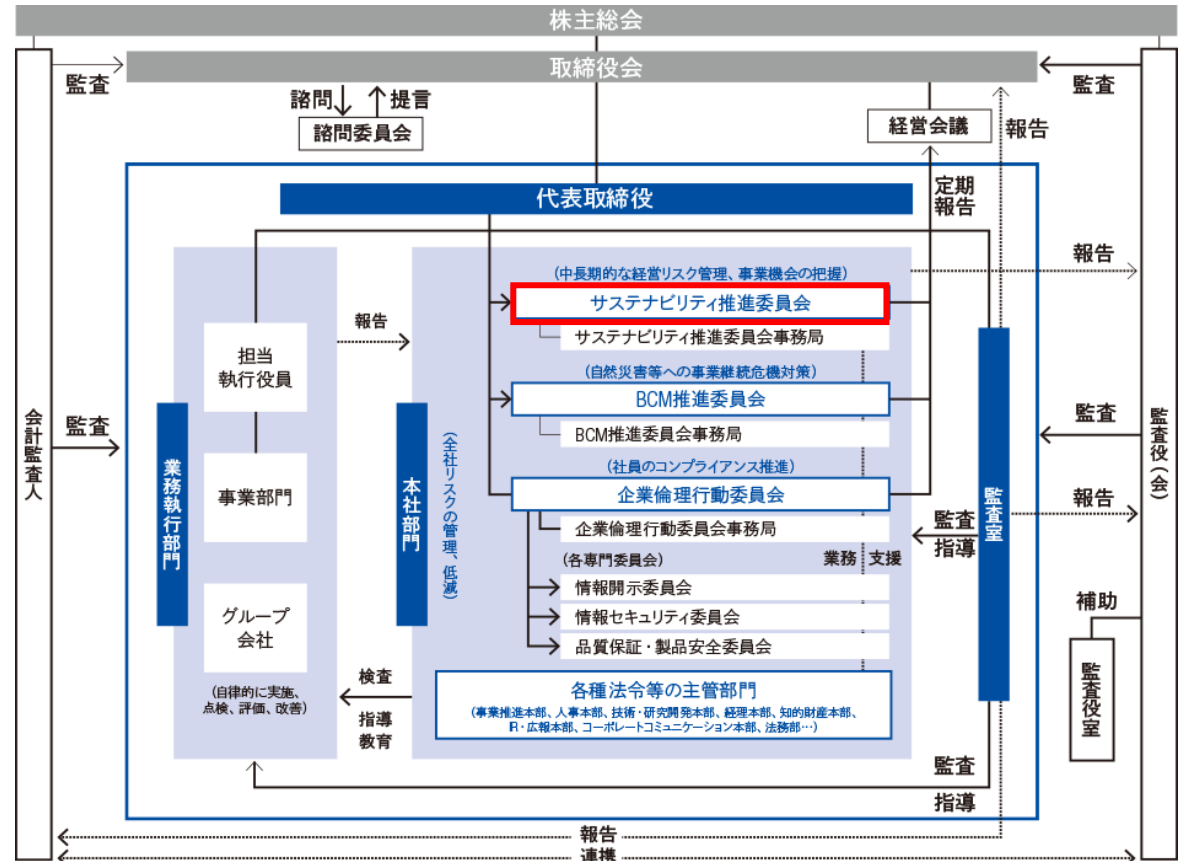 株主総会
取締役会
監査
監査
諮問
提言
諮問委員会
経営会議
報告
代表取締役
定期
報告
報告
(中長期的な経営リスク管理、事業機会の把握)
サステナビリティ推進委員会
サステナビリティ推進委員会事務局
報告
担当
執行役員
(自然災害等への事業継続危機対策)
BCM推進委員会
BCM推進委員会事務局
会計監査人
監査
業務執行部門
事業部門
本社部門
(全社リスクの管理、低減)
(社員のコンプライアンス推進)
企業倫理行動委員会
企業倫理行動委員会事務局
監査室
監査
監査役(会)
報告
監査
指導
(各専門委員会)
業務
支援
情報開示委員会
情報セキュリティ委員会
品質保証・製品安全委員会
グループ
会社
(自律的に実施、
点検、評価、改善)
検査
指導
教育
各種法令等の主管部門
(事業推進本部、人事本部、技術・研究開発本部、経理本部、知的財産本部、
IR・広報本部、コーポレートコミュニケーション本部、法務部…)
補助
監査役室
監査
指導
報告
連携